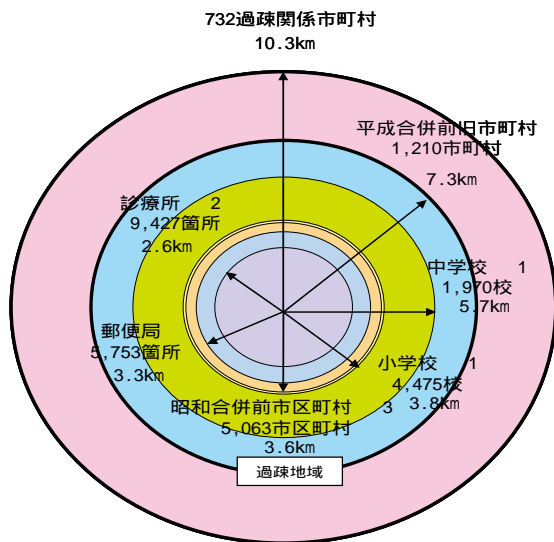 732過疎関係市町村
10.3km
平成合併前旧市町村
1,210市町村
7.3km
診療所 2
9,427箇所
2.6km
中学校 1
1,970校
5.7km
郵便局
5,753箇所
3.3km
小学校 1
4,475校
3.8km
昭和合併前市区町村 3
5,063市区町村
3.6km
過疎地域